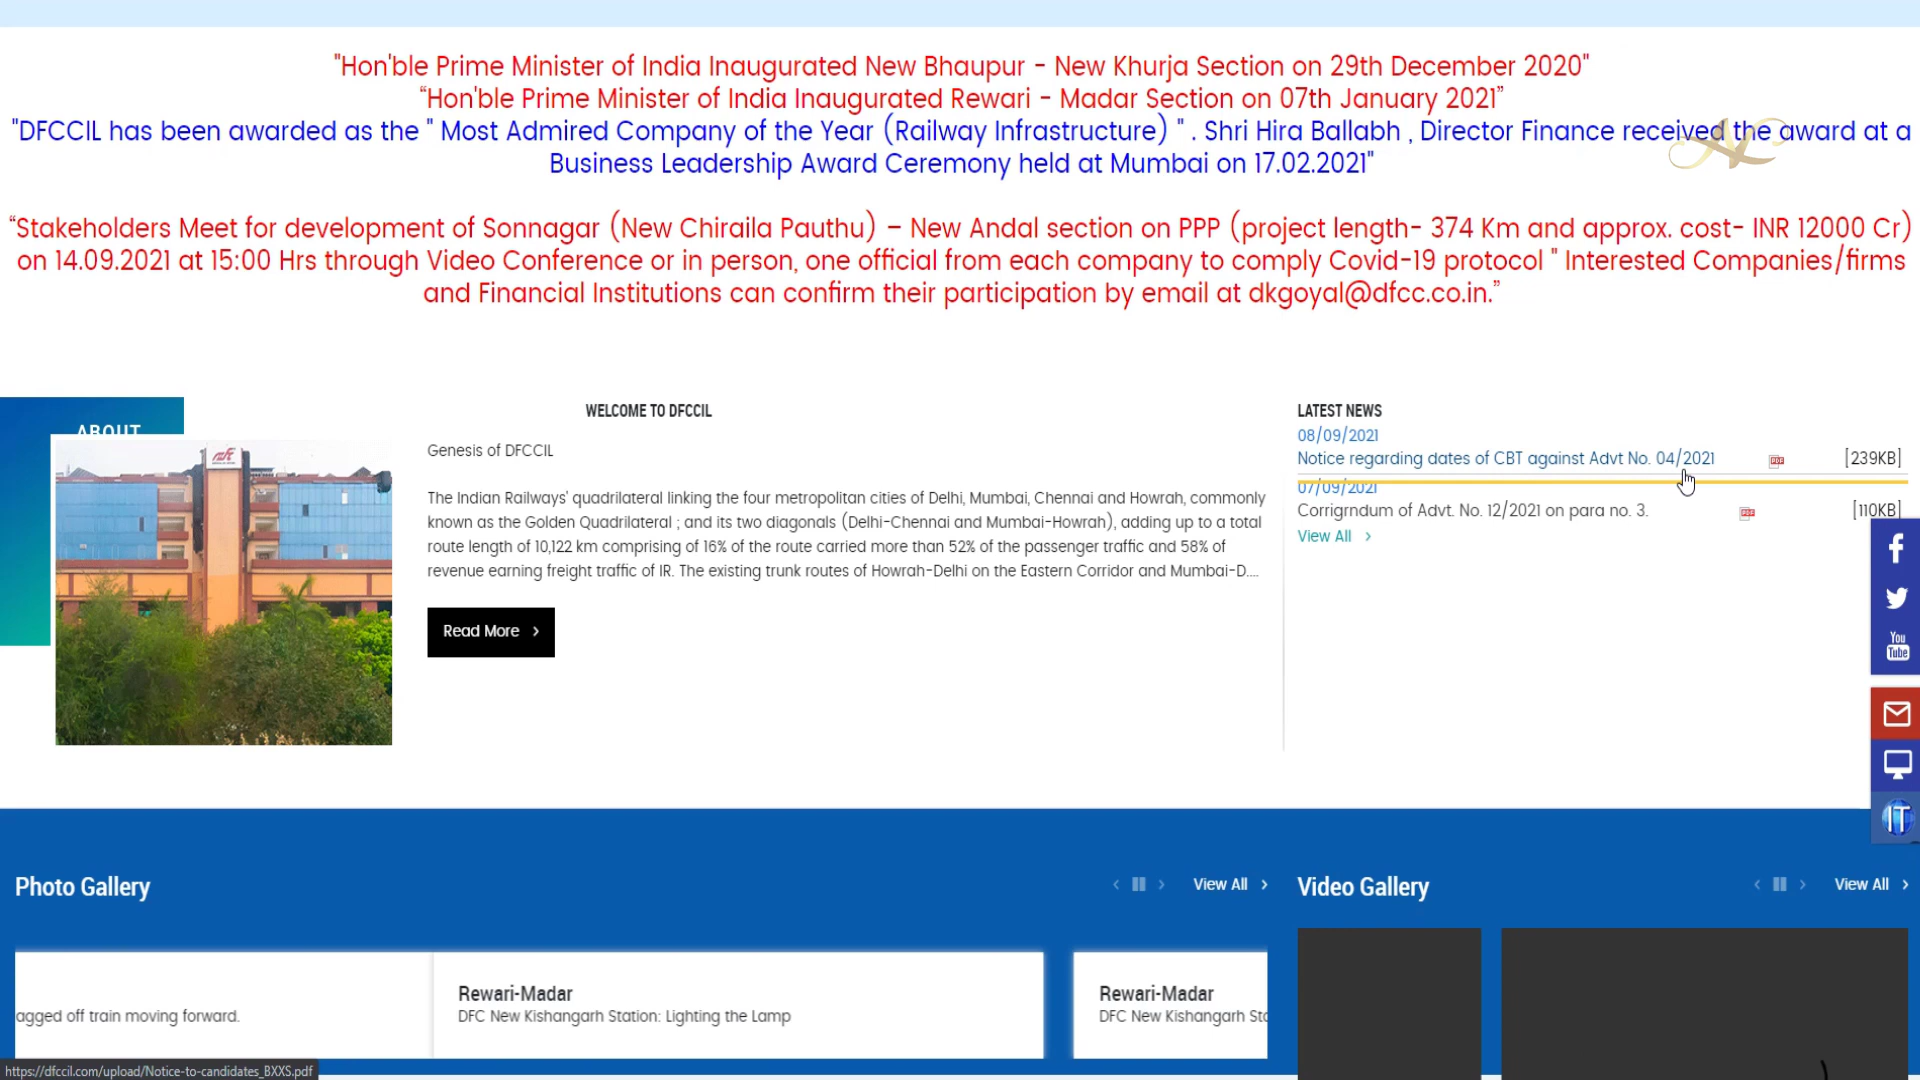 "Hon'ble Prime Minister of India Inaugurated New Bhaupur - New Khurja Section on 29th December 2020"
“Hon'ble Prime Minister of India Inaugurated Rewari - Madar Section on 07th January 2021”
"DFCCIL has been awarded as the " Most Admired Company of the Year (Railway Infrastructure) " . Shri Hira Ballabh , Director Finance received the award at a
Business Leadership Award Ceremony held at Mumbai on 17.02.2021"
“Stakeholders Meet for development of Sonnagar (New Chiraila Pauthu) – New Andal section on PPP (project length- 374 Km and approx. cost- INR 12000 Cr)
on 14.09.2021 at 15:00 Hrs through Video Conference or in person, one official from each company to comply Covid-19 protocol " Interested Companies/firms
and Financial Institutions can confirm their participation by email at dkgoyal@dfcc.co.in.”
ABOUT
WELCOME TO DFCCIL
Genesis of DFCCIL
The Indian Railways' quadrilateral linking the four metropolitan cities of Delhi, Mumbai, Chennai and Howrah, commonly
known as the Golden Quadrilateral ; and its two diagonals (Delhi-Chennai and Mumbai-Howrah), adding up to a total
route length of 10,122 km comprising of 16% of the route carried more than 52% of the passenger traffic and 58% of
revenue earning freight traffic of IR. The existing trunk routes of Howrah-Delhi on the Eastern Corridor and Mumbai-D....
Read More
LATEST NEWS
08/09/2021
Notice regarding dates of CBT against Advt No. 04/2021 PDF [239KB]
07/09/2021
Corrigrndum of Advt. No. 12/2021 on para no. 3. PDF [110KB]
View All
You
Tube
IT
Photo Gallery
View All
Video Gallery
View All
agged off train moving forward.
Rewari-Madar
DFC New Kishangarh Station: Lighting the Lamp
Rewari-Madar
DFC New Kishangarh Sta
https://dfccil.com/upload/Notice-to-candidates_BXXS.pdf